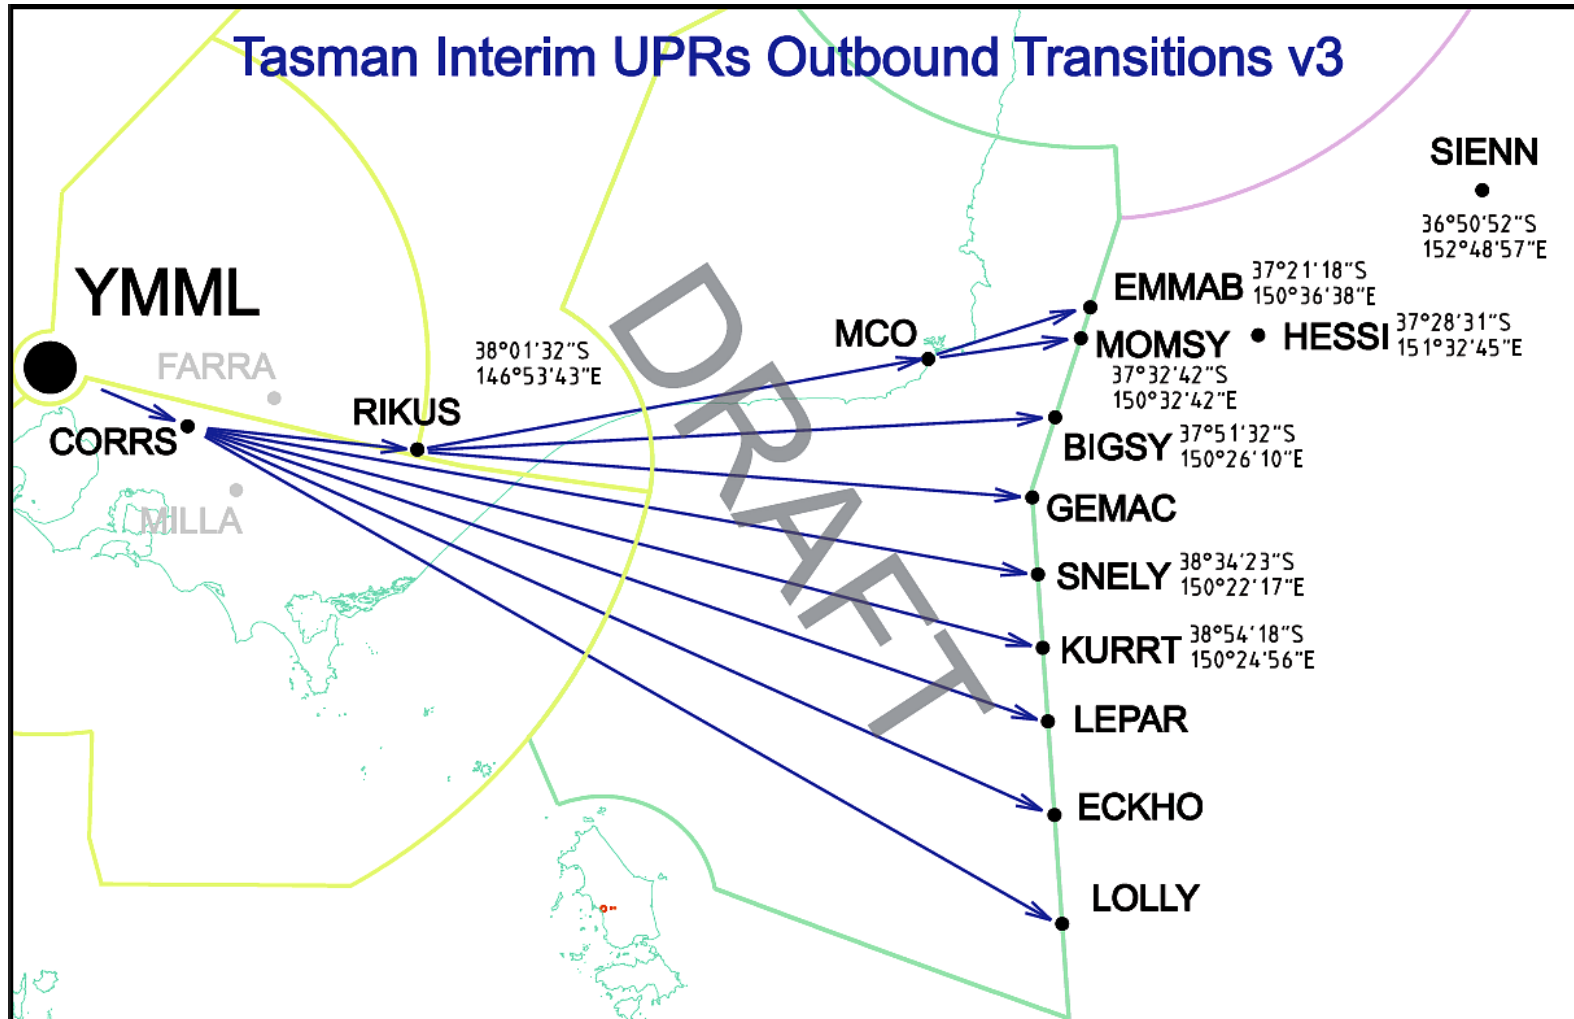 Tasman Interim UPRs Outbound Transitions v3
SIENN
36°50'52"S
152°48'57"E
YMML
EMMAB
37°21'18"S
150°36'38"E
MCO
MOMSY
37°32'42"S
150°32'42"E
HESSI
37°28'31"S
151°32'45"E
FARRA
38°01'32"S
146°53'43"E
RIKUS
CORRS
BIGSY
37°51'32"S
150°26'10"E
MILLA
GEMAC
DRAFT
SNELY
38°34'23"S
150°22'17"E
KURRT
38°54'18"S
150°24'56"E
LEPAR
ECKHO
LOLLY